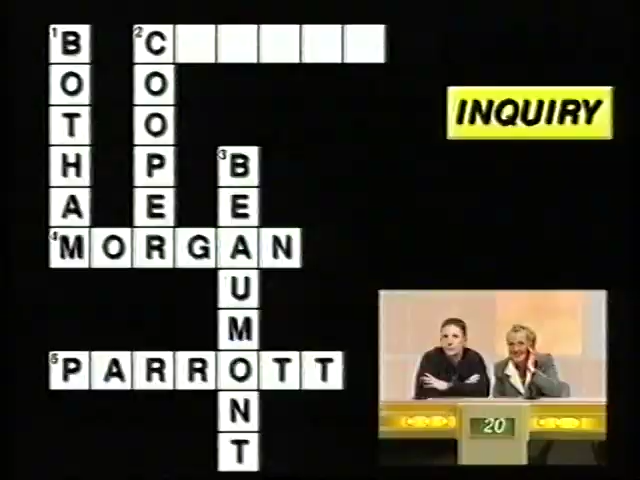 1 BOTHAM
2 COOPER
INQUIRY
3 BEAUMONT
4 MORGAN
5 PARROTT
20